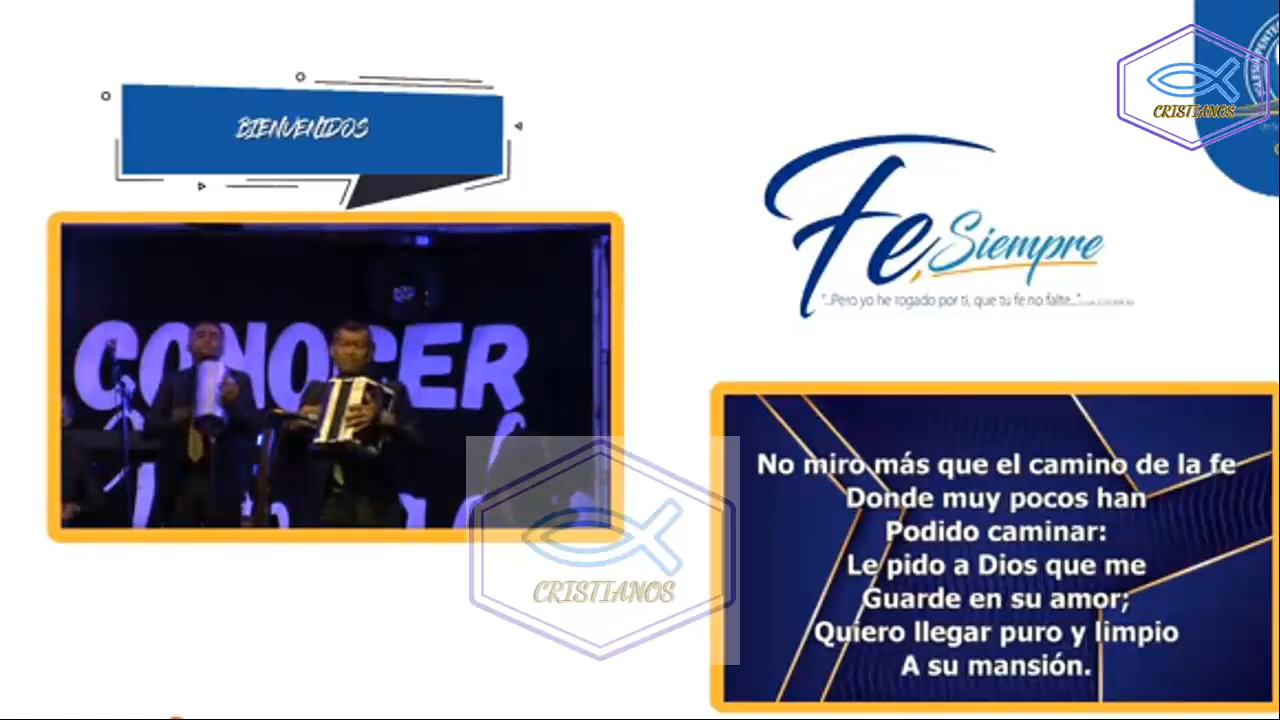 BIENVENIDOS
CONOCER
Fe,
Siempre
"..Pero yo he rogado por ti, que tu fe no falte.."
CRISTIANOS
No miro más que el camino de la fe
Donde muy pocos han
Podido caminar:
Le pido a Dios que me
Guarde en su amor;
Quiero llegar puro y limpio
A su mansión.
CRISTIANOS